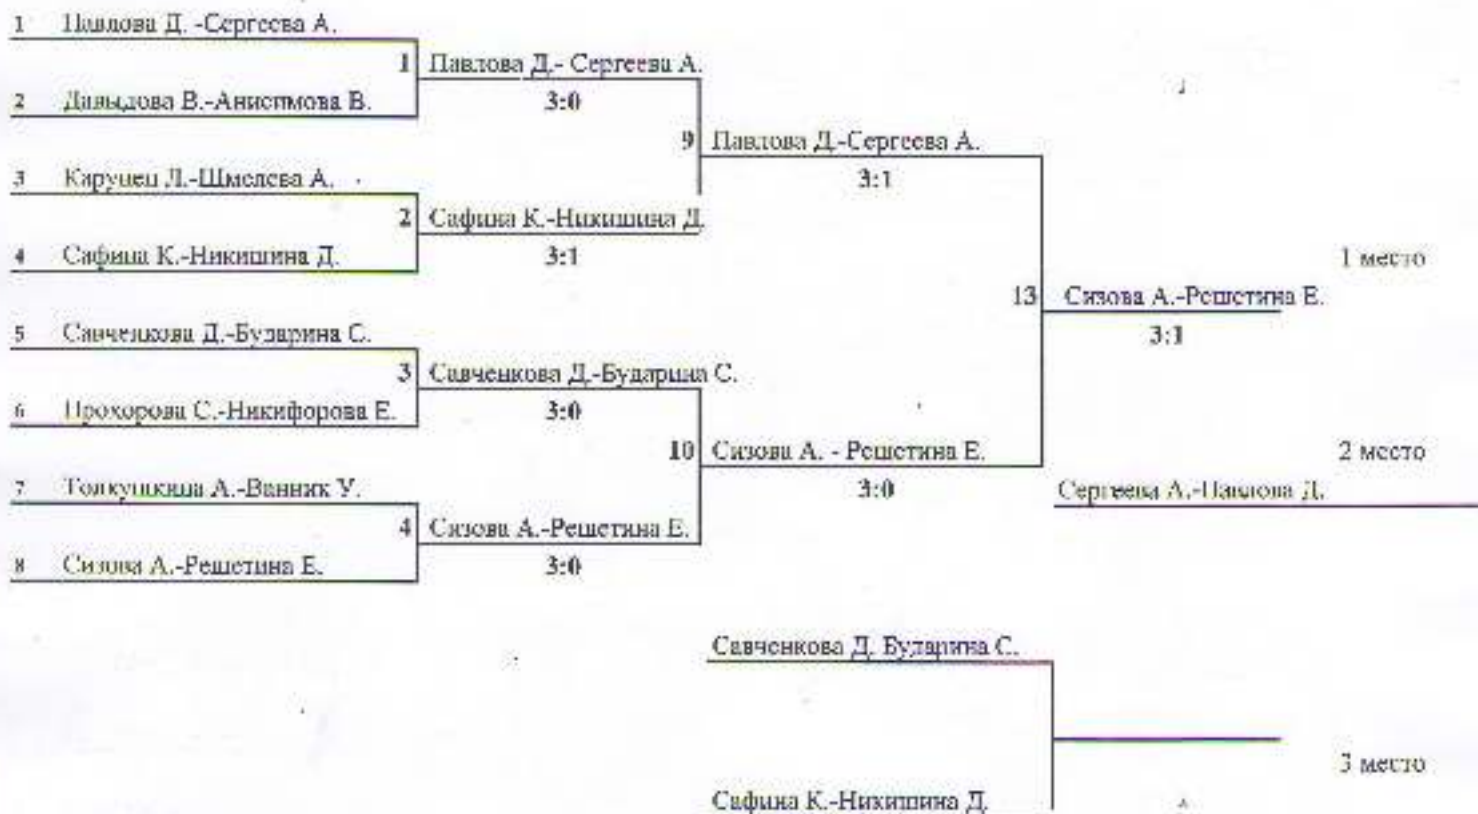 1 Павлова Д. -Сергеева А.
1 Павлова Д.- Сергеева А.
2 Давыдова В.-Анисимова В.
3:0
9 Павлова Д.-Сергеева А.
3:1
3 Карунец Л.-Шмелева А.
2 Сафина К.-Никишина Д.
4 Сафина К.-Никишина Д.
3:1
1 место
13 Сизова А.-Решетина Е.
3:1
5 Савченкова Д.-Бударина С.
3 Савченкова Д.-Бударина С.
6 Прохорова С.-Никифорова Е.
3:0
10 Сизова А. - Решетина Е.
3:0
2 место
Сергеева А.-Павлова Д.
7 Толкушкина А.-Ванник У.
4 Сизова А.-Решетина Е.
8 Сизова А.-Решетина Е.
3:0
Савченкова Д. Бударина С.
3 место
Сафина К.-Никишина Д.